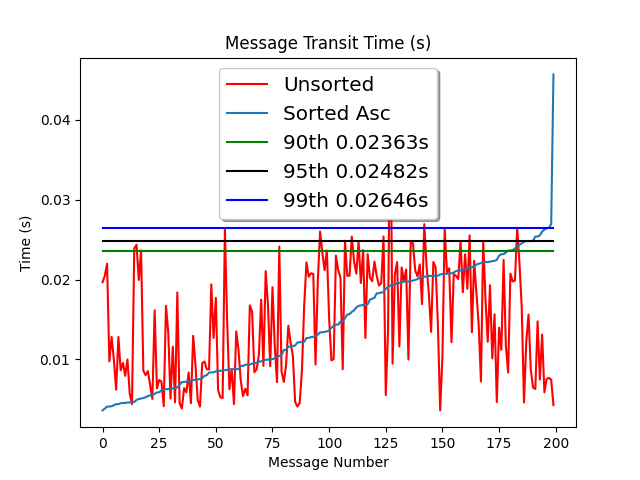 Message Transit Time (s)
Unsorted
Sorted Asc
90th 0.02363s
95th 0.02482s
99th 0.02646s
Time (s)
0.04
0.03
0.02
0.01
0 25 50 75 100 125 150 175 200
Message Number